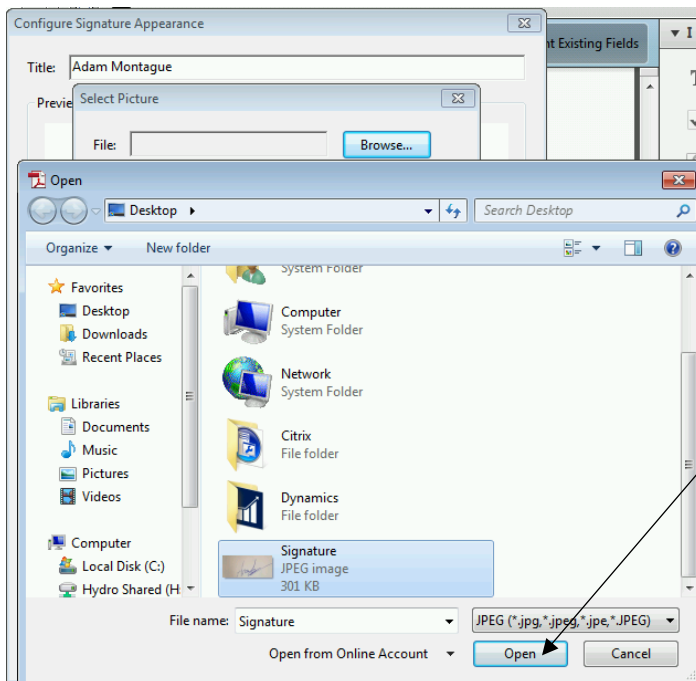 Configure Signature Appearance
nt Existing Fields
Title: Adam Montague
Previe
Select Picture
File: Browse...
Open
Desktop
Search Desktop
Organize New folder
System Folder
Favorites
Desktop
Downloads
Recent Places
Computer
System Folder
Network
System Folder
Libraries
Documents
Music
Pictures
Videos
Citrix
File folder
Dynamics
File folder
Computer
Local Disk (C:)
Hydro Shared (H:
Signature
JPEG image
301 KB
File name: Signature JPEG (*.jpg,*.jpeg,*.jpe,*.JPEG)
Open from Online Account Open Cancel